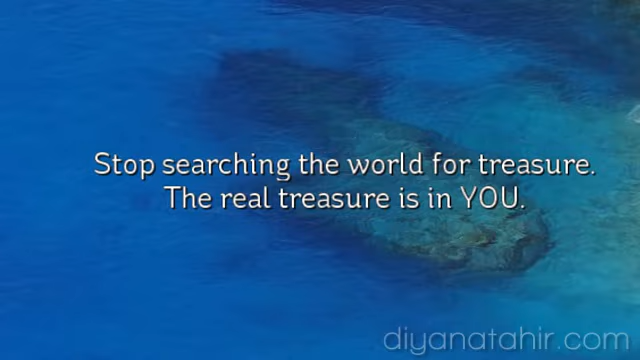 Stop searching the world for treasure.
The real treasure is in YOU.
diyanatahir.com